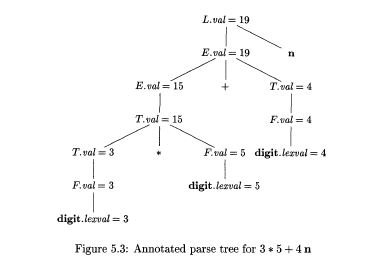 L.val = 19
E.val = 19 n
E.val = 15 + T.val = 4
T.val = 15 F.val = 4
T.val = 3 * F.val = 5 digit.lexval = 4
F.val = 3 digit.lexval = 5
digit.lexval = 3
Figure 5.3: Annotated parse tree for 3 * 5 + 4 n